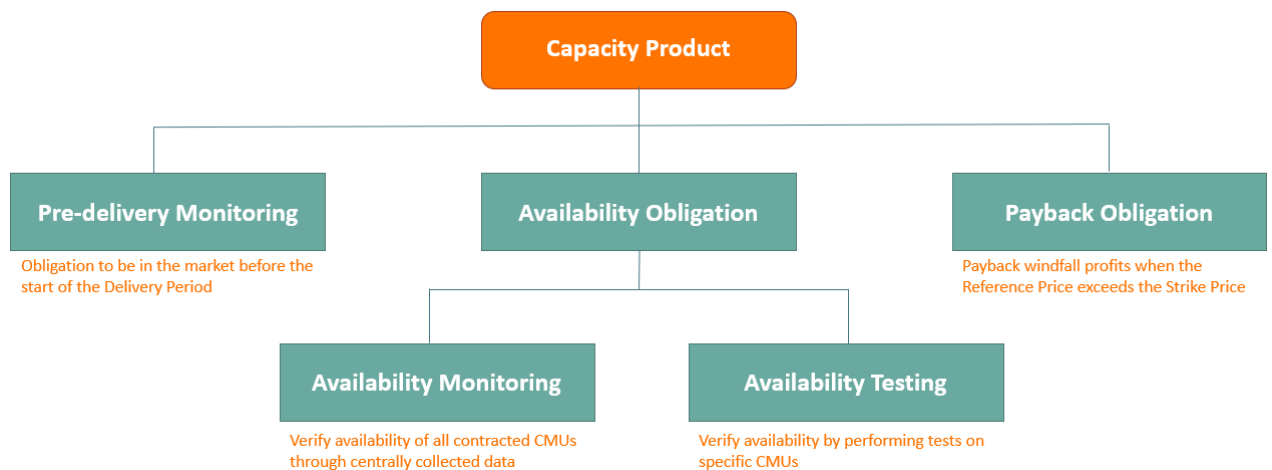 Capacity Product
Pre-delivery Monitoring
Obligation to be in the market before the
start of the Delivery Period
Availability Obligation
Payback Obligation
Payback windfall profits when the
Reference Price exceeds the Strike Price
Availability Monitoring
Verify availability of all contracted CMUs
through centrally collected data
Availability Testing
Verify availability by performing tests on
specific CMUs